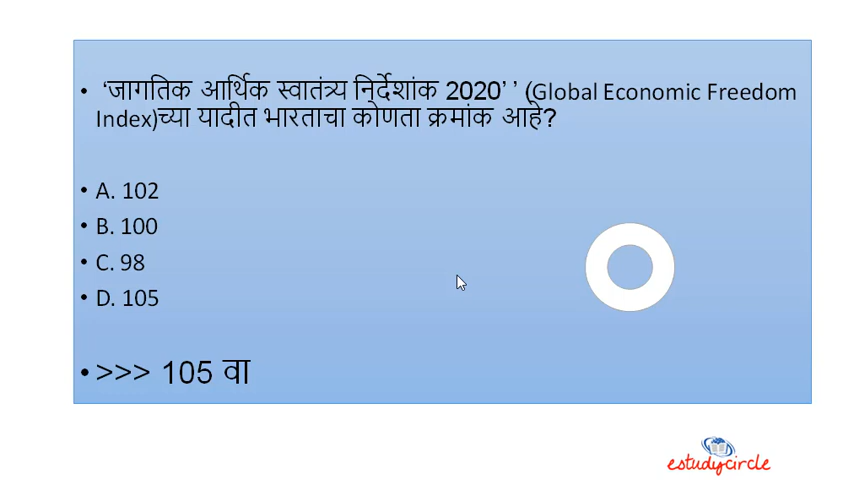 • ‘जागतिक आर्थिक स्वातंत्र्य निर्देशांक 2020’ ’ (Global Economic Freedom
Index)च्या यादीत भारताचा कोणता क्रमांक आहे?
• A. 102
• B. 100
• C. 98
• D. 105
• >>> 105 वा
estudycircle